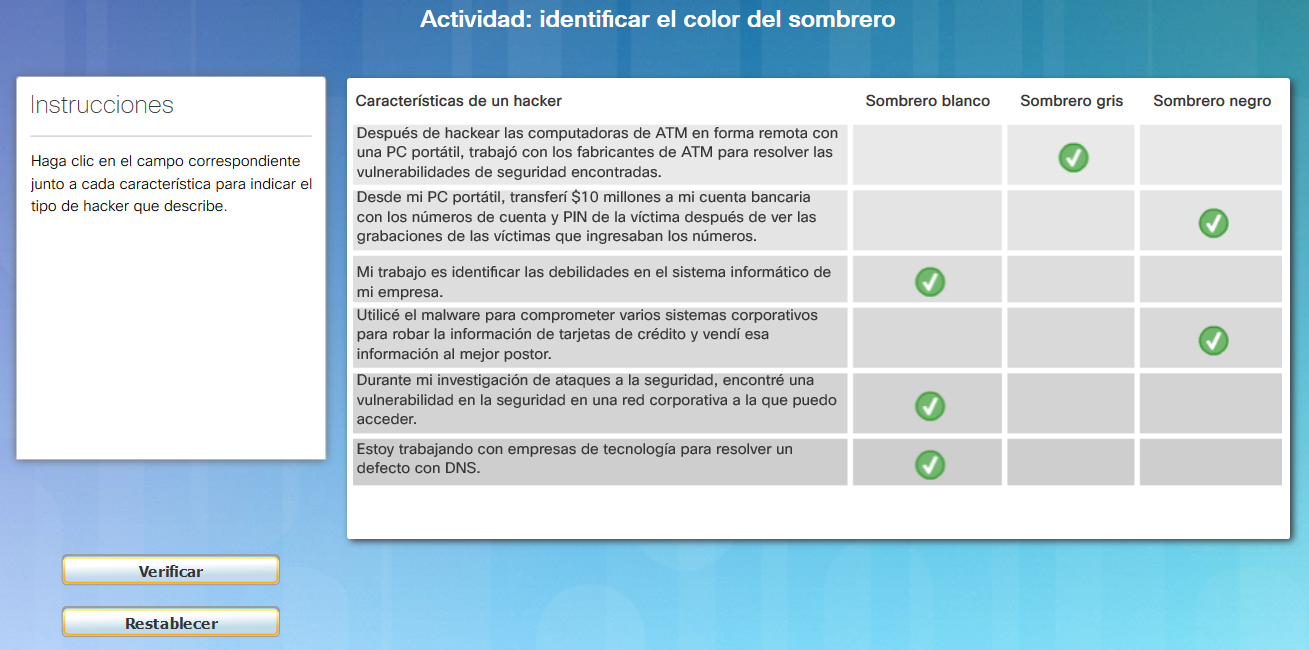 Actividad: identificar el color del sombrero
Instrucciones
Haga clic en el campo correspondiente
junto a cada característica para indicar el
tipo de hacker que describe.
Características de un hacker
Sombrero blanco
Sombrero gris
Sombrero negro
Después de hackear las computadoras de ATM en forma remota con
una PC portátil, trabajó con los fabricantes de ATM para resolver las
vulnerabilidades de seguridad encontradas.
Desde mi PC portátil, transferí $10 millones a mi cuenta bancaria
con los números de cuenta y PIN de la víctima después de ver las
grabaciones de las víctimas que ingresaban los números.
Mi trabajo es identificar las debilidades en el sistema informático de
mi empresa.
Utilicé el malware para comprometer varios sistemas corporativos
para robar la información de tarjetas de crédito y vendí esa
información al mejor postor.
Durante mi investigación de ataques a la seguridad, encontré una
vulnerabilidad en la seguridad en una red corporativa a la que puedo
acceder.
Estoy trabajando con empresas de tecnología para resolver un
defecto con DNS.
Verificar
Restablecer